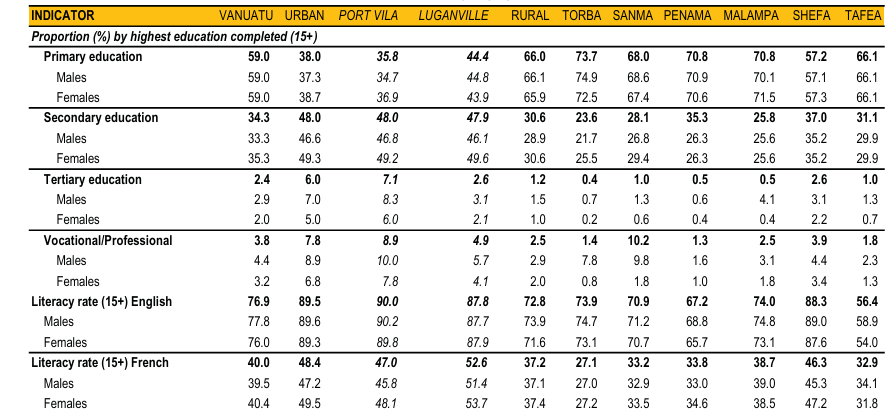 INDICATOR VANUATU URBAN PORT VILA LUGANVILLE RURAL TORBA SANMA PENAMA MALAMPA SHEFA TAFEA
Proportion (%) by highest education completed (15+)
Primary education 59.0 38.0 35.8 44.4 66.0 73.7 68.0 70.8 70.8 57.2 66.1
Males 59.0 37.3 34.7 44.8 66.1 74.9 68.6 70.9 70.1 57.1 66.1
Females 59.0 38.7 36.9 43.9 65.9 72.5 67.4 70.6 71.5 57.3 66.1
Secondary education 34.3 48.0 48.0 47.9 30.6 23.6 28.1 35.3 25.8 37.0 31.1
Males 33.3 46.6 46.8 46.1 28.9 21.7 26.8 26.3 25.6 35.2 29.9
Females 35.3 49.3 49.2 49.6 30.6 25.5 29.4 26.3 25.6 35.2 29.9
Tertiary education 2.4 6.0 7.1 2.6 1.2 0.4 1.0 0.5 0.5 2.6 1.0
Males 2.9 7.0 8.3 3.1 1.5 0.7 1.3 0.6 4.1 3.1 1.3
Females 2.0 5.0 6.0 2.1 1.0 0.2 0.6 0.4 0.4 2.2 0.7
Vocational/Professional 3.8 7.8 8.9 4.9 2.5 1.4 10.2 1.3 2.5 3.9 1.8
Males 4.4 8.9 10.0 5.7 2.9 7.8 9.8 1.6 3.1 4.4 2.3
Females 3.2 6.8 7.8 4.1 2.0 0.8 1.8 1.0 1.8 3.4 1.3
Literacy rate (15+) English 76.9 89.5 90.0 87.8 72.8 73.9 70.9 67.2 74.0 88.3 56.4
Males 77.8 89.6 90.2 87.7 73.9 74.7 71.2 68.8 74.8 89.0 58.9
Females 76.0 89.3 89.8 87.9 71.6 73.1 70.7 65.7 73.1 87.6 54.0
Literacy rate (15+) French 40.0 48.4 47.0 52.6 37.2 27.1 33.2 33.8 38.7 46.3 32.9
Males 39.5 47.2 45.8 51.4 37.1 27.0 32.9 33.0 39.0 45.3 34.1
Females 40.4 49.5 48.1 53.7 37.4 27.2 33.5 34.6 38.5 47.2 31.8